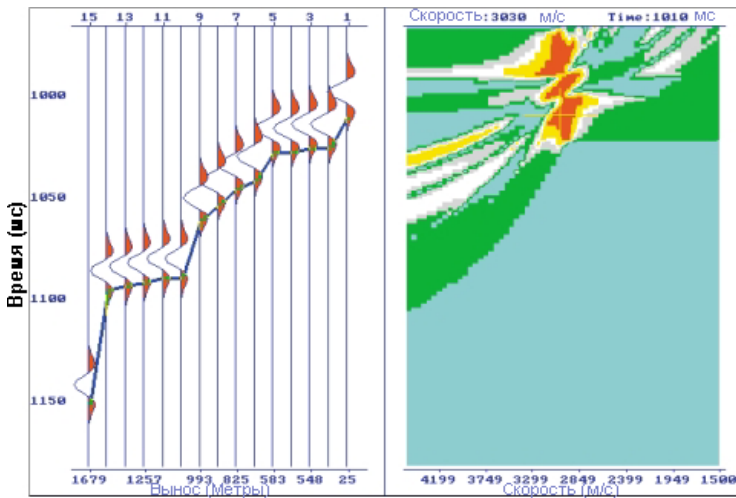 15 13 11 9 7 5 3 1
Скорость:3030 м/с Time:1010 мс
1000
1050
1100
1150
Время (мс)
1679 1257 993 825 583 548 25
Вынос (Метры)
4199 3749 3299 2849 2399 1949 1500
Скорость (м/с)